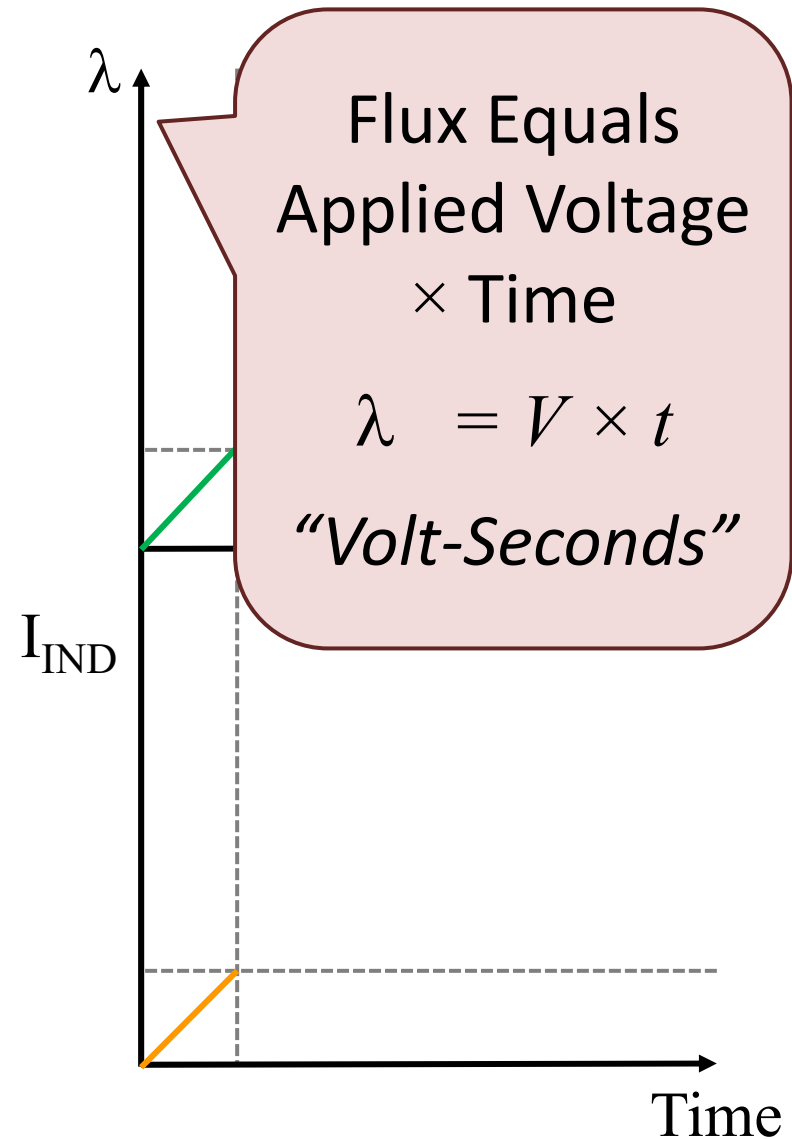 λ
Flux Equals
Applied Voltage
× Time
λ = V × t
“Volt-Seconds”
I_IND
Time